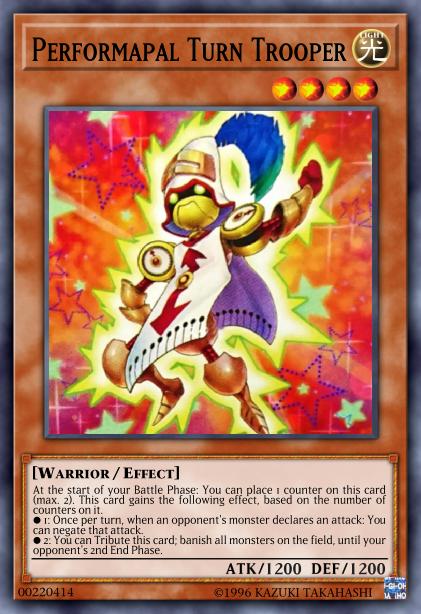 PERFORMAPAL TURN TROOPER
LIGHT
光
[WARRIOR / EFFECT]
At the start of your Battle Phase: You can place 1 counter on this card
(max. 2). This card gains the following effect, based on the number of
counters on it.
● 1: Once per turn, when an opponent's monster declares an attack: You
can negate that attack.
● 2: You can Tribute this card; banish all monsters on the field, until your
opponent's 2nd End Phase.
ATK/1200 DEF/1200
00220414
©1996 KAZUKI TAKAHASHI